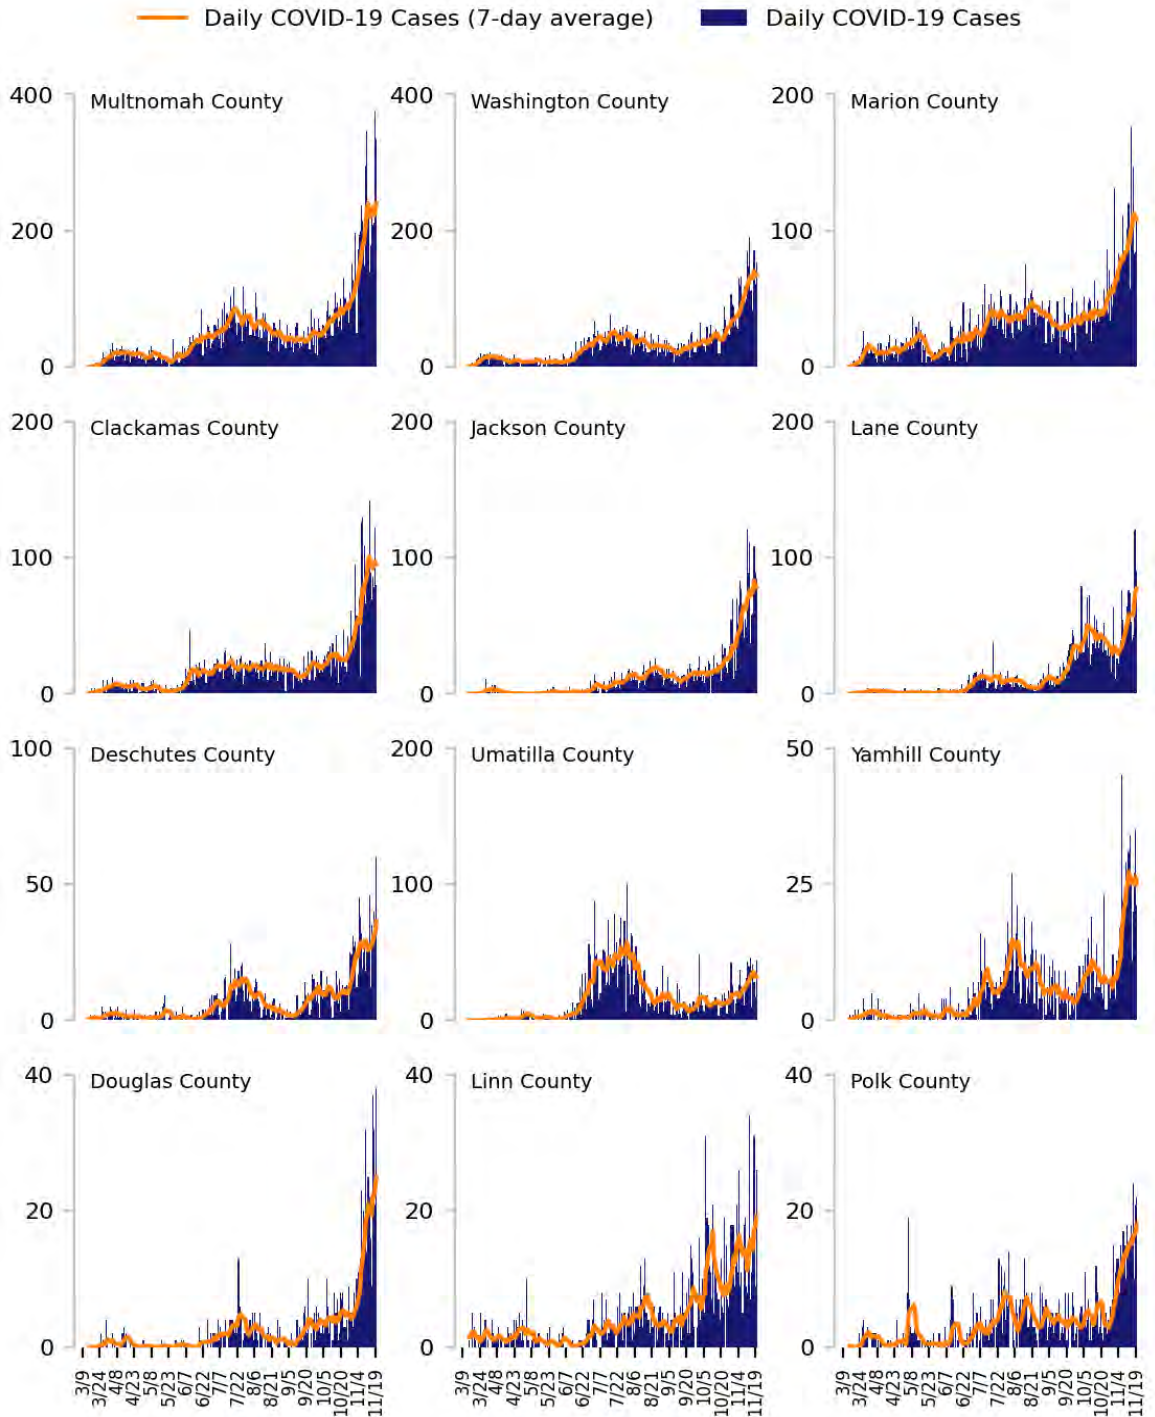 Daily COVID-19 Cases (7-day average) Daily COVID-19 Cases
400 Multnomah County 400 Washington County 200 Marion County
200 200 100
0 0 0
200 Clackamas County 200 Jackson County 200 Lane County
100 100 100
0 0 0
100 Deschutes County 200 Umatilla County 50 Yamhill County
50 100 25
0 0 0
40 Douglas County 40 Linn County 40 Polk County
20 20 20
0 0 0
3/9 3/24 4/8 4/23 5/8 5/23 6/7 6/22 7/7 7/22 8/6 8/21 9/5 9/20 10/5 10/20 11/4 11/19
3/9 3/24 4/8 4/23 5/8 5/23 6/7 6/22 7/7 7/22 8/6 8/21 9/5 9/20 10/5 10/20 11/4 11/19
3/9 3/24 4/8 4/23 5/8 5/23 6/7 6/22 7/7 7/22 8/6 8/21 9/5 9/20 10/5 10/20 11/4 11/19